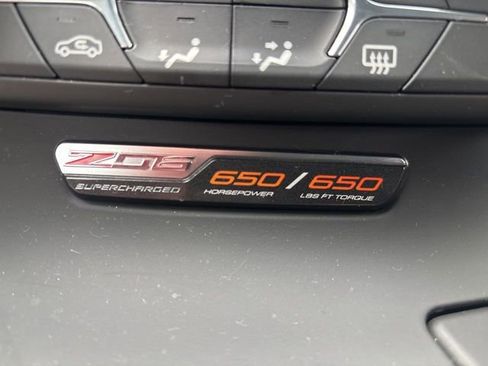 Z06 650 / 650
SUPERCHARGED HORSEPOWER LBS FT TORQUE